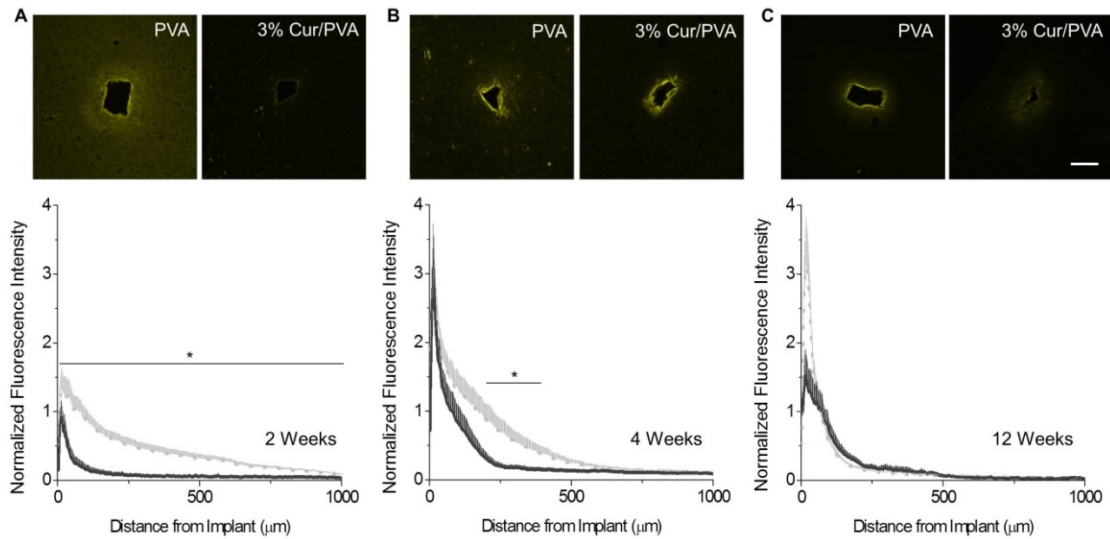 A
PVA
3% Cur/PVA
B
PVA
3% Cur/PVA
C
PVA
3% Cur/PVA
Normalized Fluorescence Intensity
4
3
2
1
0
*
2 Weeks
0
500
1000
Distance from Implant (μm)
Normalized Fluorescence Intensity
4
3
2
1
0
*
4 Weeks
0
500
1000
Distance from Implant (μm)
Normalized Fluorescence Intensity
4
3
2
1
0
12 Weeks
0
500
1000
Distance from Implant (μm)